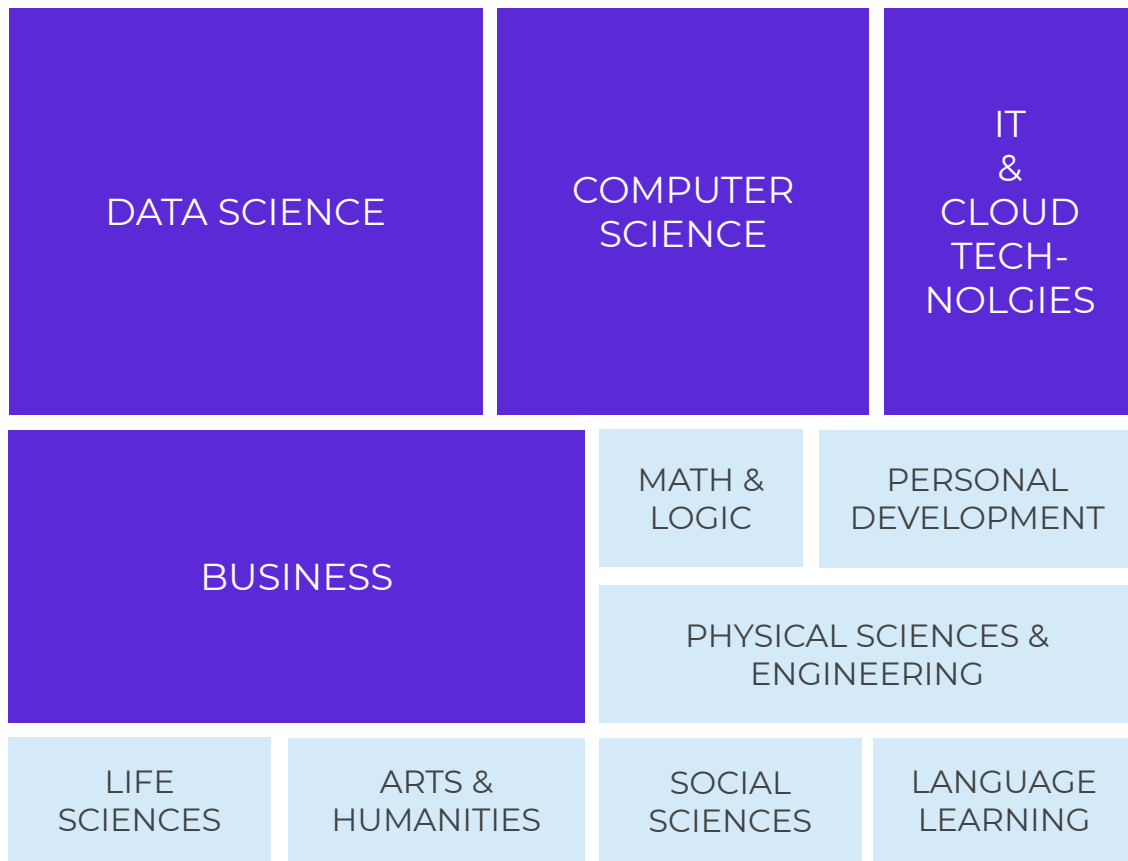 DATA SCIENCE
COMPUTER
SCIENCE
IT
&
CLOUD
TECH-
NOLGIES
BUSINESS
MATH &
LOGIC
PERSONAL
DEVELOPMENT
PHYSICAL SCIENCES &
ENGINEERING
LIFE
SCIENCES
ARTS &
HUMANITIES
SOCIAL
SCIENCES
LANGUAGE
LEARNING